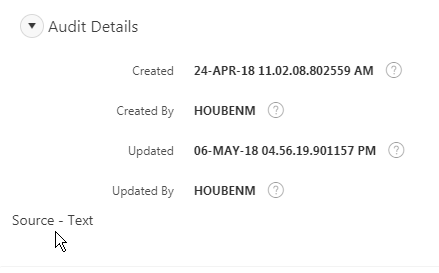 Audit Details
Created 24-APR-18 11.02.08.802559 AM ?
Created By HOUBENM ?
Updated 06-MAY-18 04.56.19.901157 PM ?
Updated By HOUBENM ?
Source - Text